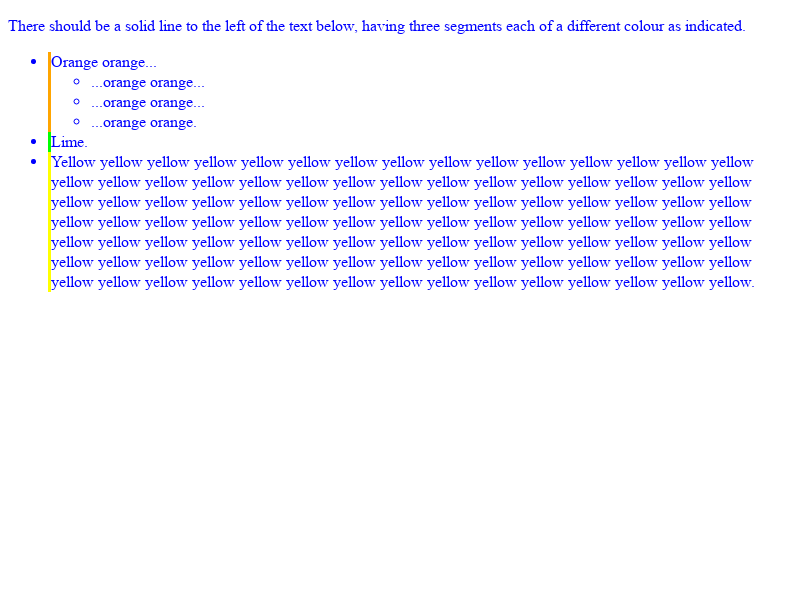 There should be a solid line to the left of the text below, having three segments each of a different colour as indicated.
Orange orange...
...orange orange...
...orange orange...
...orange orange.
Lime.
Yellow yellow yellow yellow yellow yellow yellow yellow yellow yellow yellow yellow yellow yellow yellow
yellow yellow yellow yellow yellow yellow yellow yellow yellow yellow yellow yellow yellow yellow yellow
yellow yellow yellow yellow yellow yellow yellow yellow yellow yellow yellow yellow yellow yellow yellow
yellow yellow yellow yellow yellow yellow yellow yellow yellow yellow yellow yellow yellow yellow yellow
yellow yellow yellow yellow yellow yellow yellow yellow yellow yellow yellow yellow yellow yellow yellow
yellow yellow yellow yellow yellow yellow yellow yellow yellow yellow yellow yellow yellow yellow yellow
yellow yellow yellow yellow yellow yellow yellow yellow yellow yellow yellow yellow yellow yellow yellow.